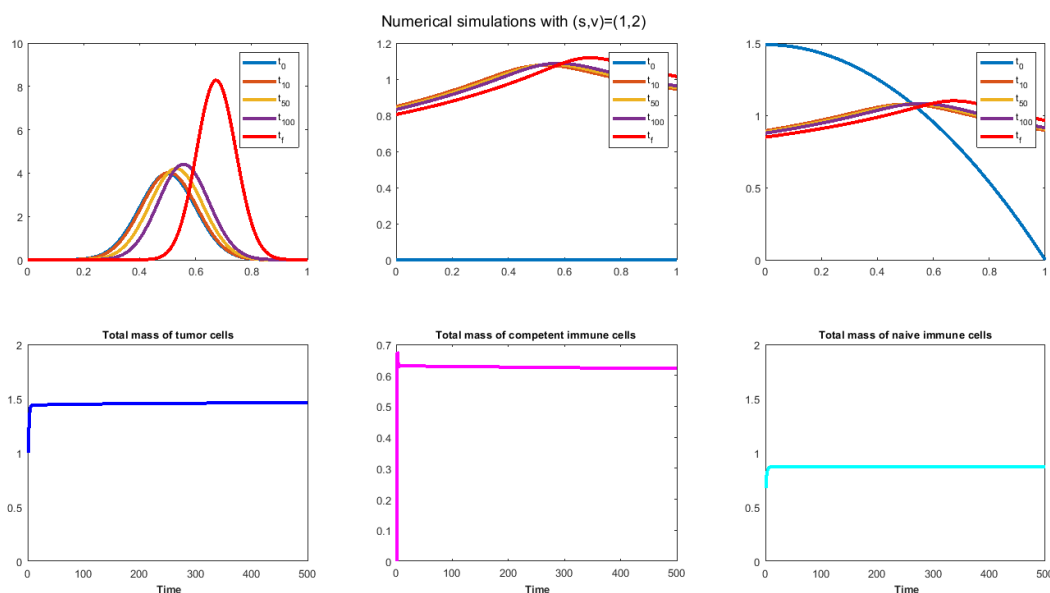 Numerical simulations with (s,v)=(1,2)
10
8
6
4
2
0
0 0.2 0.4 0.6 0.8 1
t0
t10
t50
t100
tf
1.2
1
0.8
0.6
0.4
0.2
0
0 0.2 0.4 0.6 0.8 1
t0
t10
t50
t100
tf
1.5
1
0.5
0
0 0.2 0.4 0.6 0.8 1
t0
t10
t50
t100
tf
Total mass of tumor cells
2
1.5
1
0.5
0
0 100 200 300 400 500
Time
Total mass of competent immune cells
0.7
0.6
0.5
0.4
0.3
0.2
0.1
0
0 100 200 300 400 500
Time
Total mass of naive immune cells
2
1.5
1
0.5
0
0 100 200 300 400 500
Time